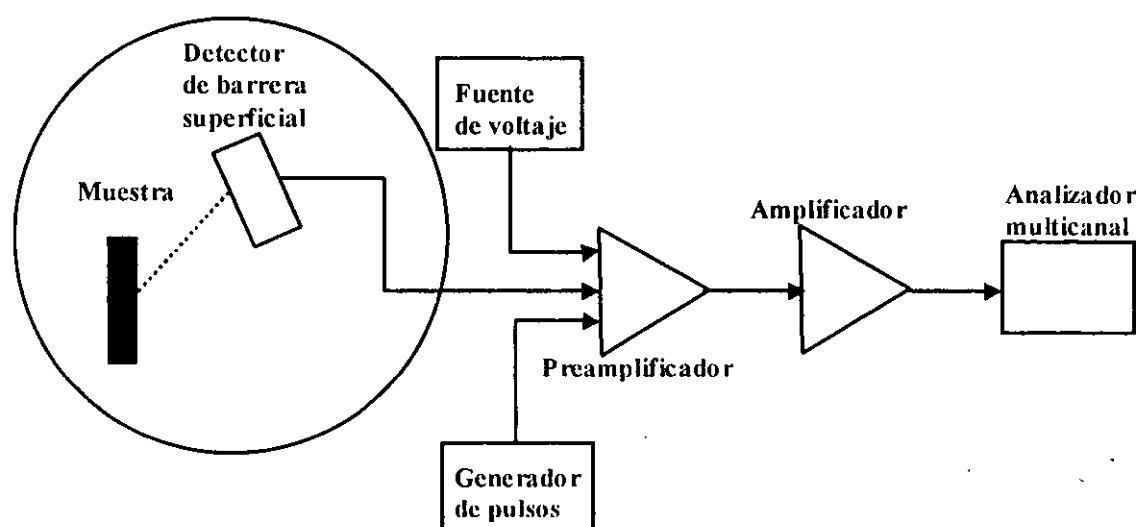 Detector
de barrera
superficial
Muestra
Fuente
de voltaje
Amplificador
Analizador
multicanal
Preamplificador
Generador
de pulsos